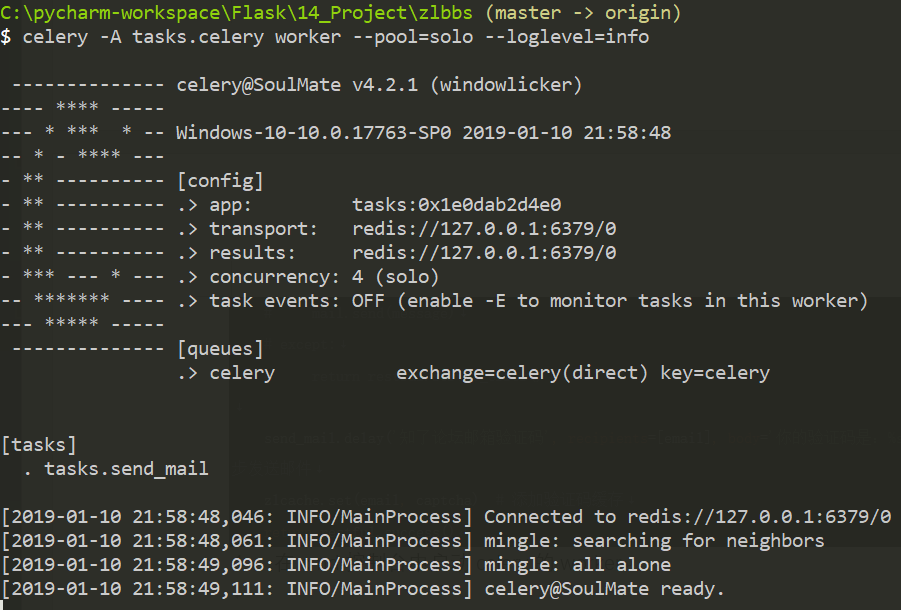 C:\pycharm-workspace\Flask\14_Project\zlbbs (master -> origin)
$ celery -A tasks.celery worker --pool=solo --loglevel=info
 -------------- celery@SoulMate v4.2.1 (windowlicker)
---- **** -----
--- * ***  * -- Windows-10-10.0.17763-SP0 2019-01-10 21:58:48
-- * - **** ---
- ** ---------- [config]
- ** ---------- .> app:         tasks:0x1e0dab2d4e0
- ** ---------- .> transport:   redis://127.0.0.1:6379/0
- ** ---------- .> results:     redis://127.0.0.1:6379/0
- *** --- * --- .> concurrency: 4 (solo)
-- ******* ---- .> task events: OFF (enable -E to monitor tasks in this worker)
--- ***** -----
 -------------- [queues]
                .> celery           exchange=celery(direct) key=celery
[tasks]
  . tasks.send_mail
[2019-01-10 21:58:48,046: INFO/MainProcess] Connected to redis://127.0.0.1:6379/0
[2019-01-10 21:58:48,061: INFO/MainProcess] mingle: searching for neighbors
[2019-01-10 21:58:49,096: INFO/MainProcess] mingle: all alone
[2019-01-10 21:58:49,111: INFO/MainProcess] celery@SoulMate ready.